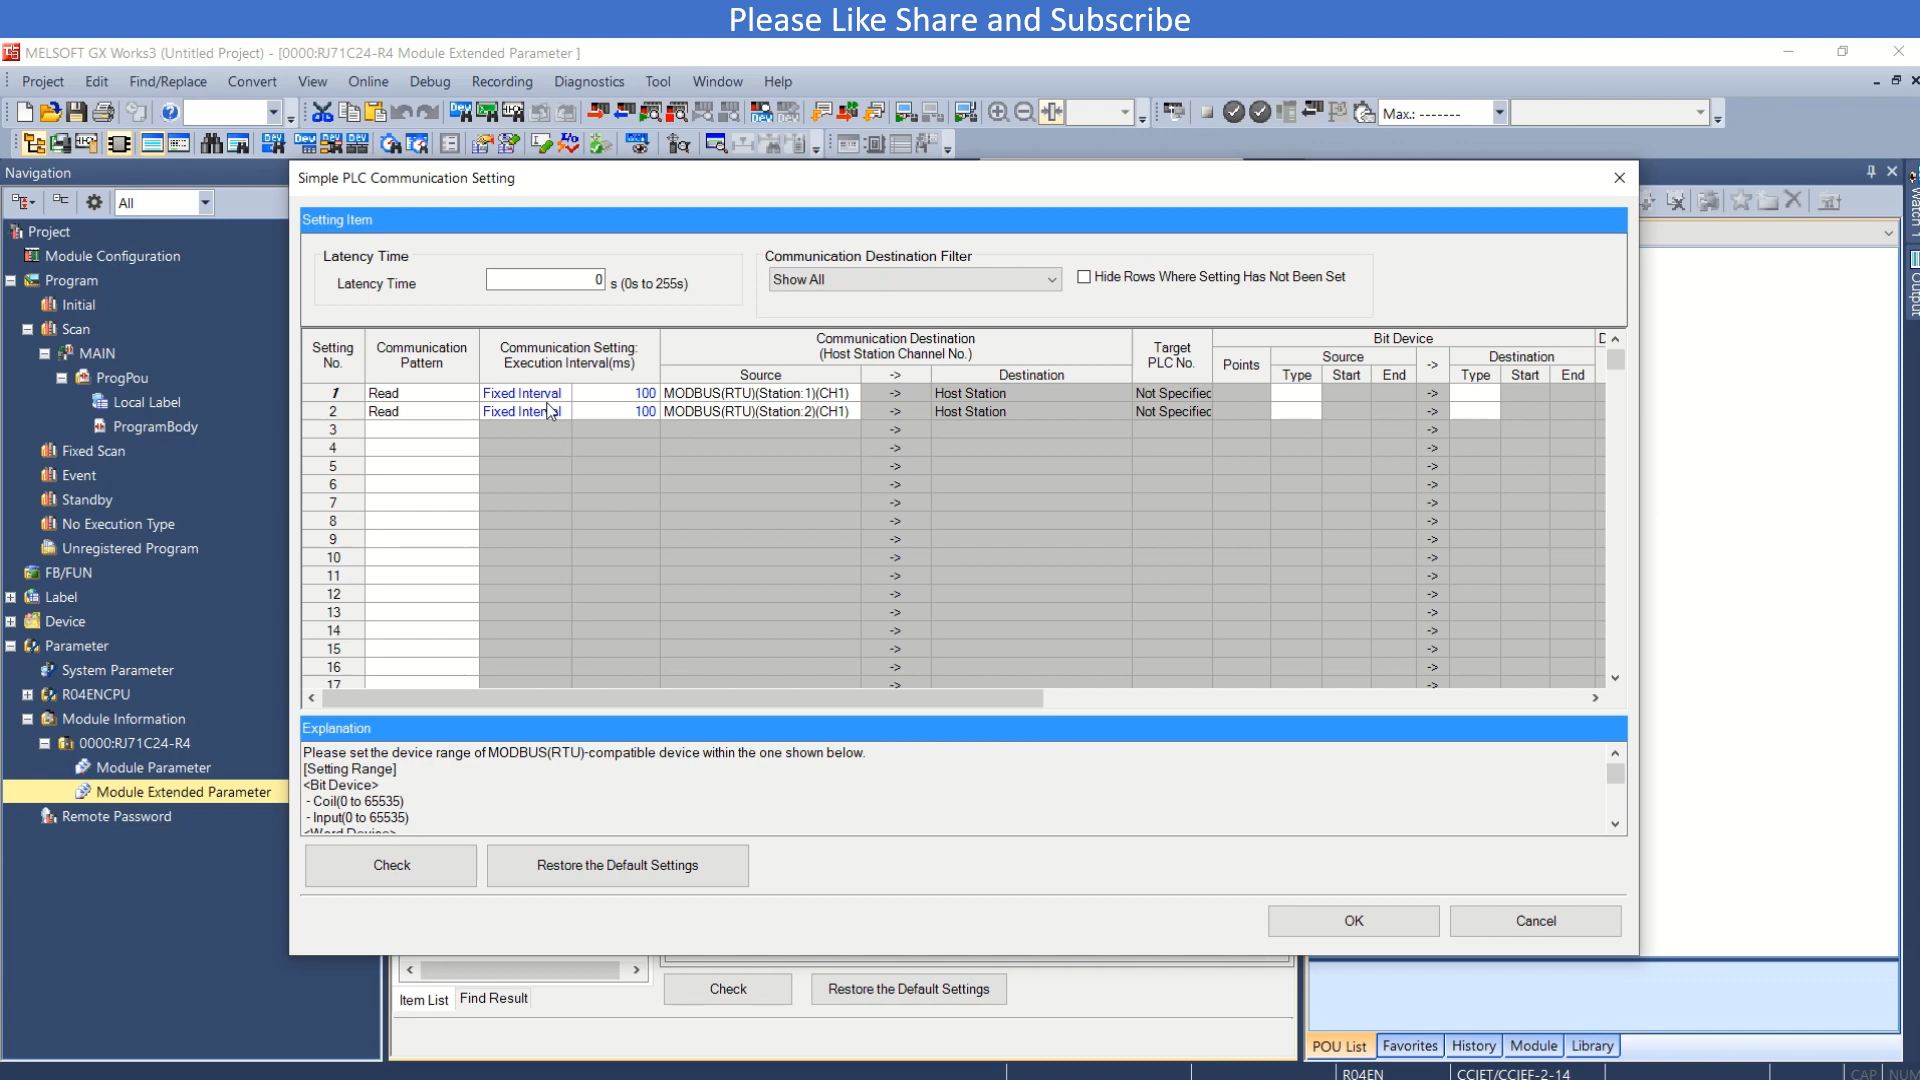 Please Like Share and Subscribe
MELSOFT GX Works3 (Untitled Project) - [0000:RJ71C24-R4 Module Extended Parameter ]
Project Edit Find/Replace Convert View Online Debug Recording Diagnostics Tool Window Help
Max.: -------
Navigation
All
Project
Module Configuration
Program
Initial
Scan
MAIN
ProgPou
Local Label
ProgramBody
Fixed Scan
Event
Standby
No Execution Type
Unregistered Program
FB/FUN
Label
Device
Parameter
System Parameter
R04ENCPU
Module Information
0000:RJ71C24-R4
Module Parameter
Module Extended Parameter
Remote Password
Simple PLC Communication Setting
Setting Item
Latency Time
Latency Time 0 s (0s to 255s)
Communication Destination Filter
Show All
Hide Rows Where Setting Has Not Been Set
Setting No. Communication Pattern Communication Setting: Execution Interval(ms) Communication Destination (Host Station Channel No.) Target PLC No. Bit Device
Source -> Destination Points Source -> Destination
Type Start End Type Start End
1 Read Fixed Interval 100 MODBUS(RTU)(Station:1)(CH1) -> Host Station Not Specified ->
2 Read Fixed Interval 100 MODBUS(RTU)(Station:2)(CH1) -> Host Station Not Specified ->
3 -> ->
4 -> ->
5 -> ->
6 -> ->
7 -> ->
8 -> ->
9 -> ->
10 -> ->
11 -> ->
12 -> ->
13 -> ->
14 -> ->
15 -> ->
16 -> ->
17 -> ->
Explanation
Please set the device range of MODBUS(RTU)-compatible device within the one shown below.
[Setting Range]
<Bit Device>
- Coil(0 to 65535)
- Input(0 to 65535)
<Word Device>
Check Restore the Default Settings
OK Cancel
Item List Find Result
Check Restore the Default Settings
POU List Favorites History Module Library
R04EN CCIET/CCIEF-2-14 CAP NUM
Watch 1
Output